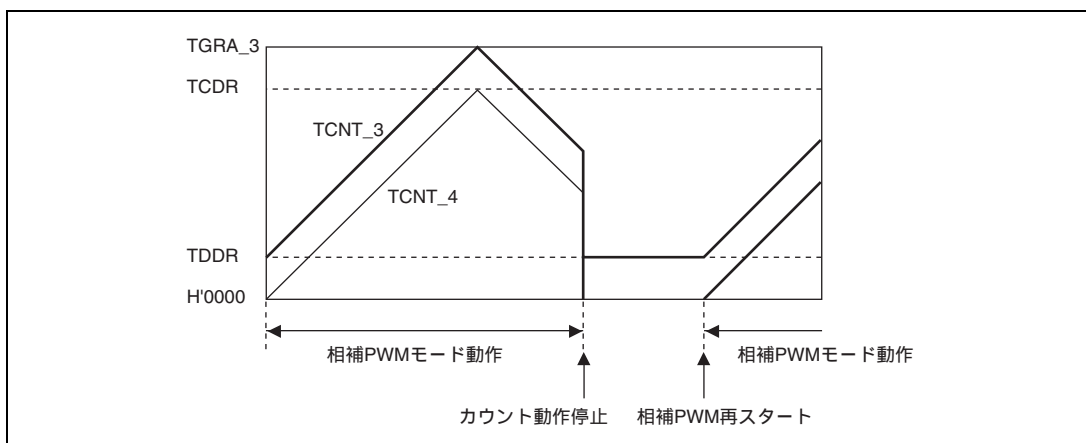 TGRA_3
TCDR
TCNT_3
TCNT_4
TDDR
H'0000
相補PWMモード動作
相補PWMモード動作
カウント動作停止
相補PWM再スタート